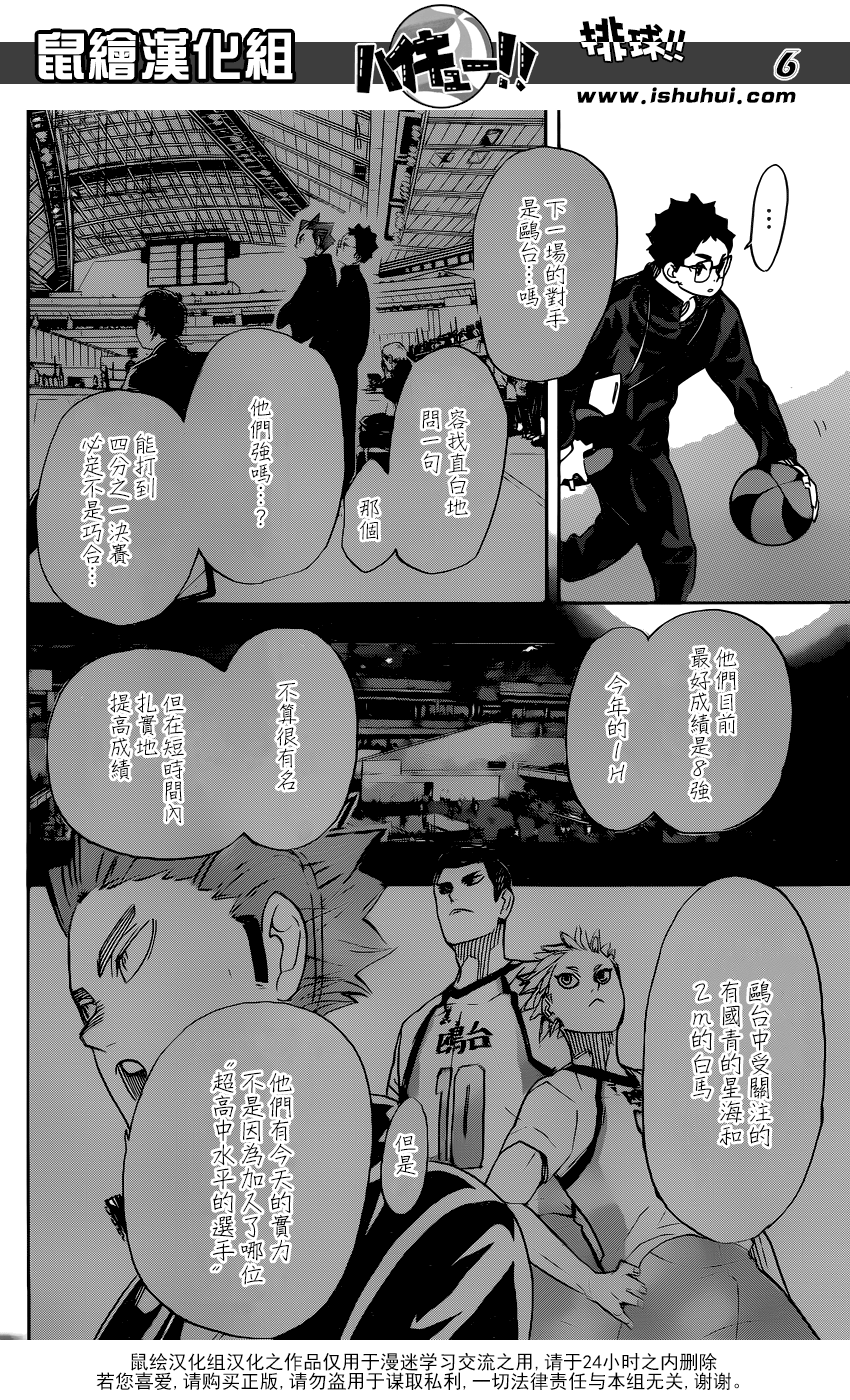 鼠繪漢化組
ハイキュー!!
排球!!
6
www.ishuhui.com
…
下一場的對手
是鷗台…嗎
容找直白地
問一句
那個
他們強嗎…？
能打到
四分之一決賽
必定不是巧合…
他們目前
最好成績是8強
今年的IH
不算很有名
但在短時間內
扎實地
提高成績
鷗台中受關注的
有國青的星海和
2m的白馬
鷗台
10
但是
他們有今天的實力
不是因為加入了哪位
“超高中水平的選手”
鼠绘汉化组汉化之作品仅用于漫迷学习交流之用,请于24小时之内删除
若您喜爱,请购买正版,请勿盗用于谋取私利,一切法律责任与本组无关,谢谢。